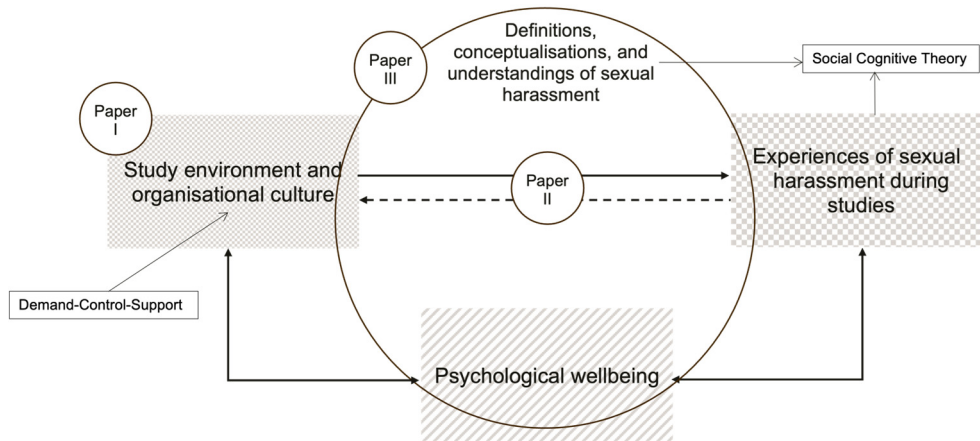 Definitions,
conceptualisations, and
understandings of sexual
harassment
Paper
III
Social Cognitive Theory
Paper
I
Study environment and
organisational culture
Paper
II
Experiences of sexual
harassment during
studies
Demand-Control-Support
Psychological wellbeing